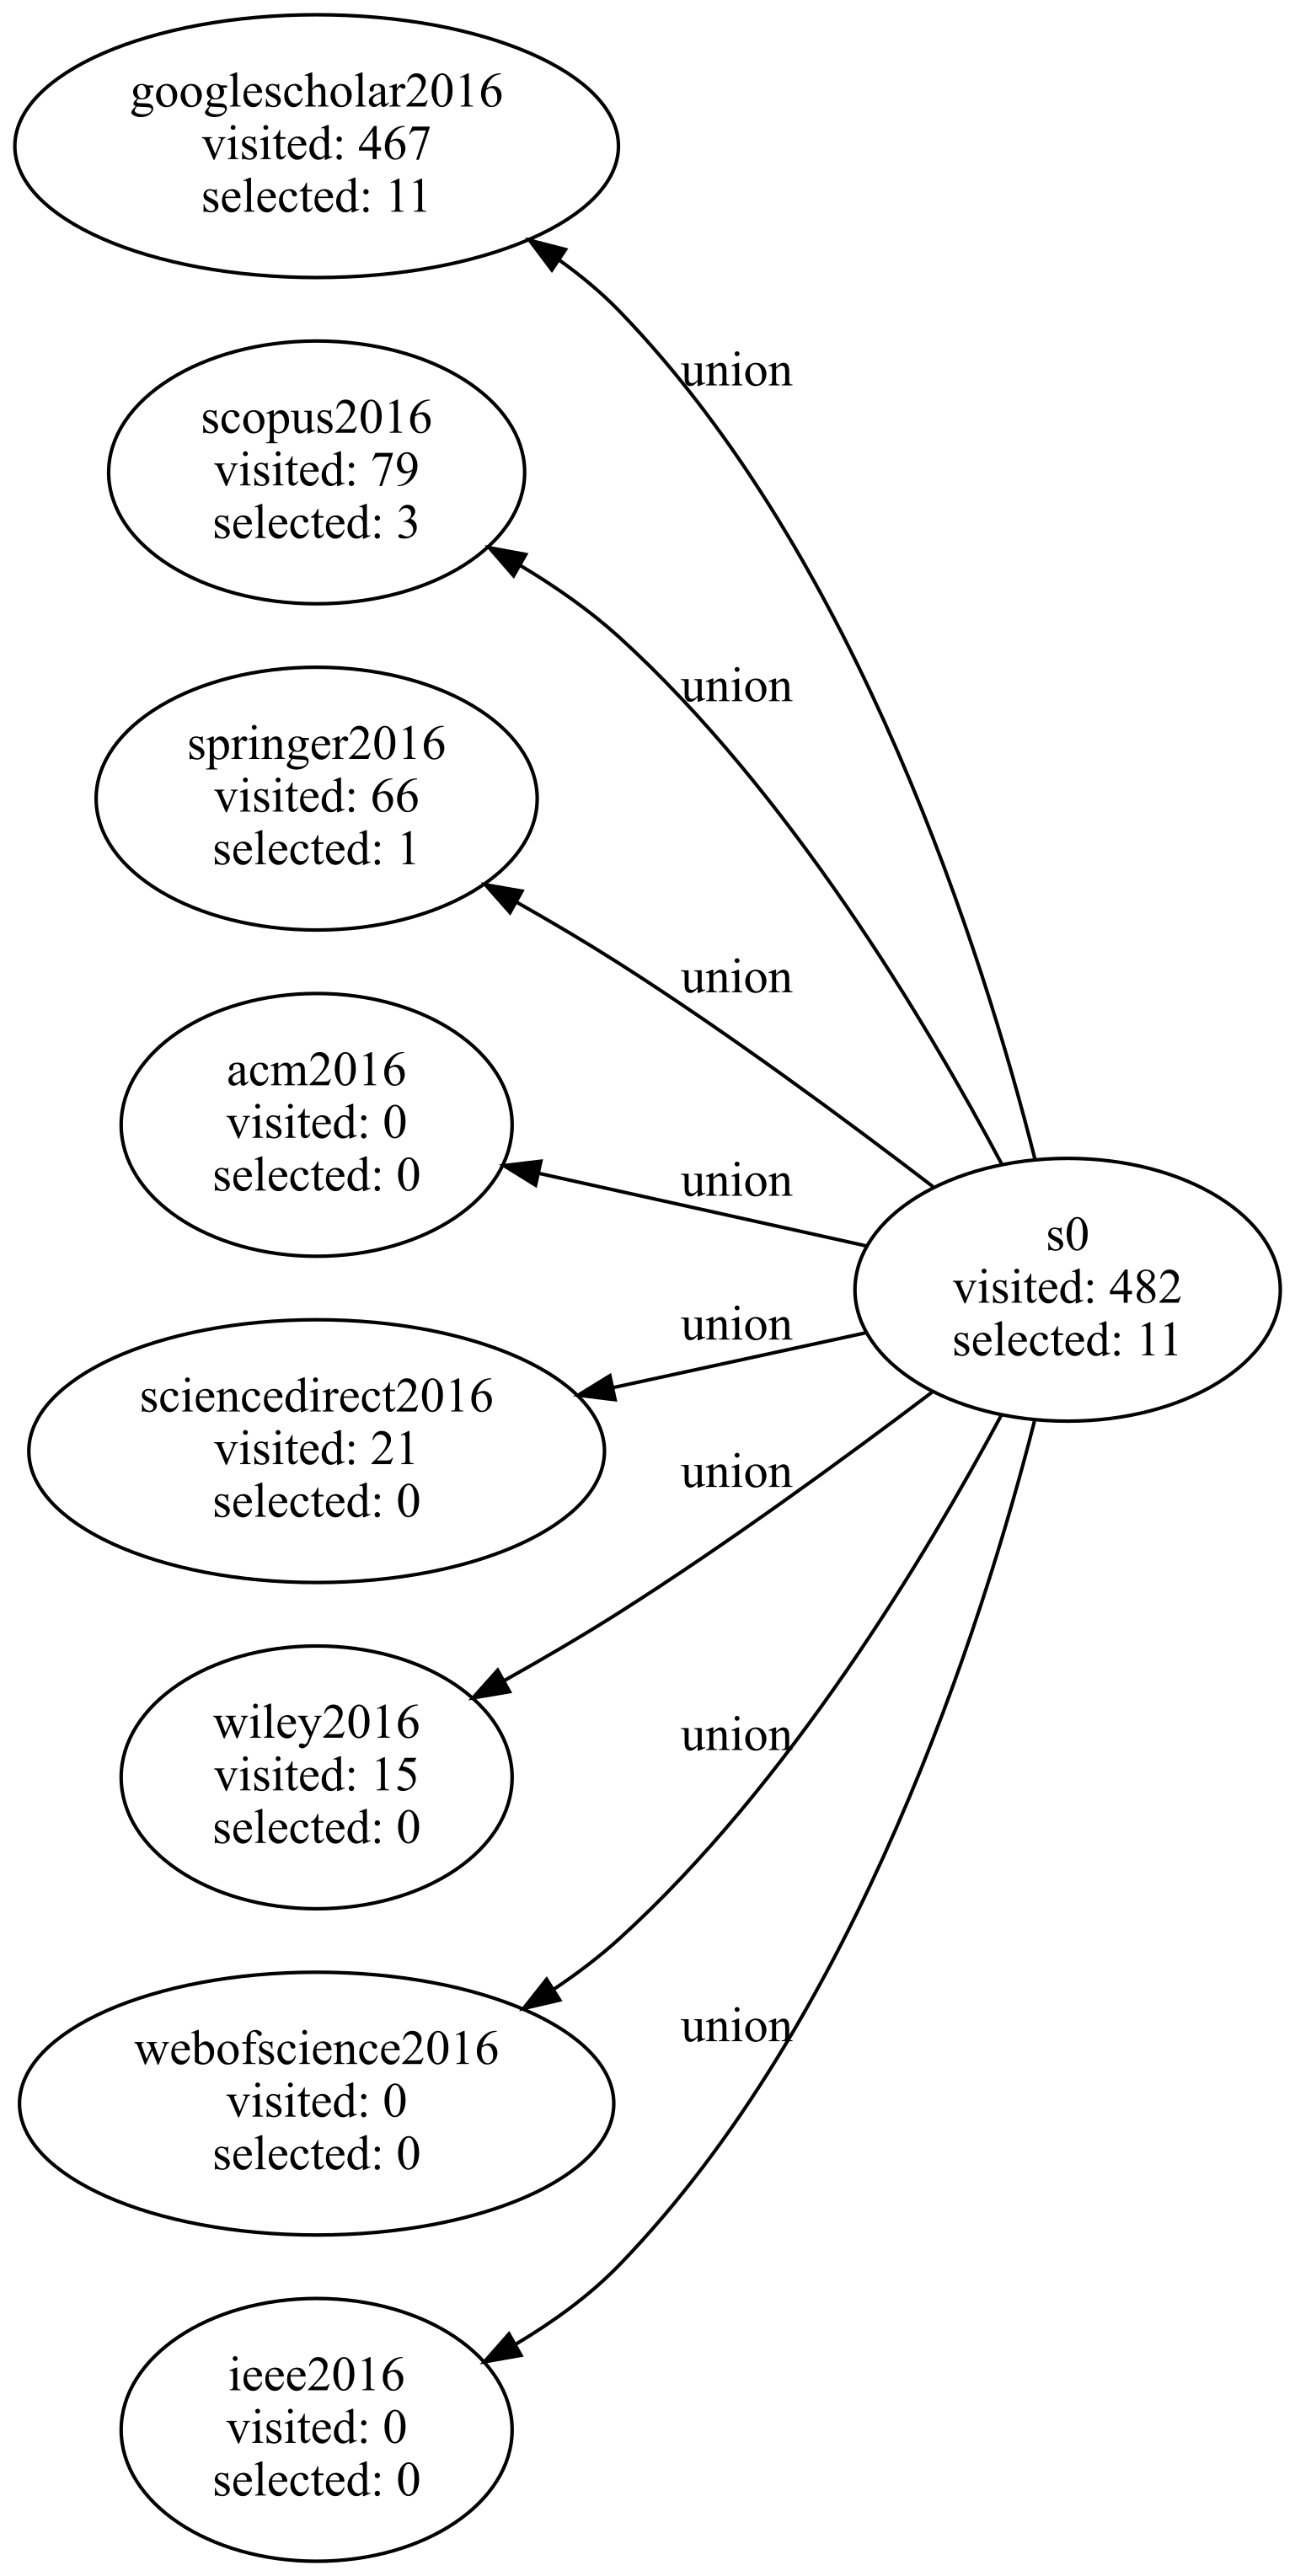 googlescholar2016
visited: 467
selected: 11
union
scopus2016
visited: 79
selected: 3
union
springer2016
visited: 66
selected: 1
union
acm2016
visited: 0
selected: 0
union
s0
visited: 482
selected: 11
union
sciencedirect2016
visited: 21
selected: 0
union
wiley2016
visited: 15
selected: 0
union
webofscience2016
visited: 0
selected: 0
union
ieee2016
visited: 0
selected: 0